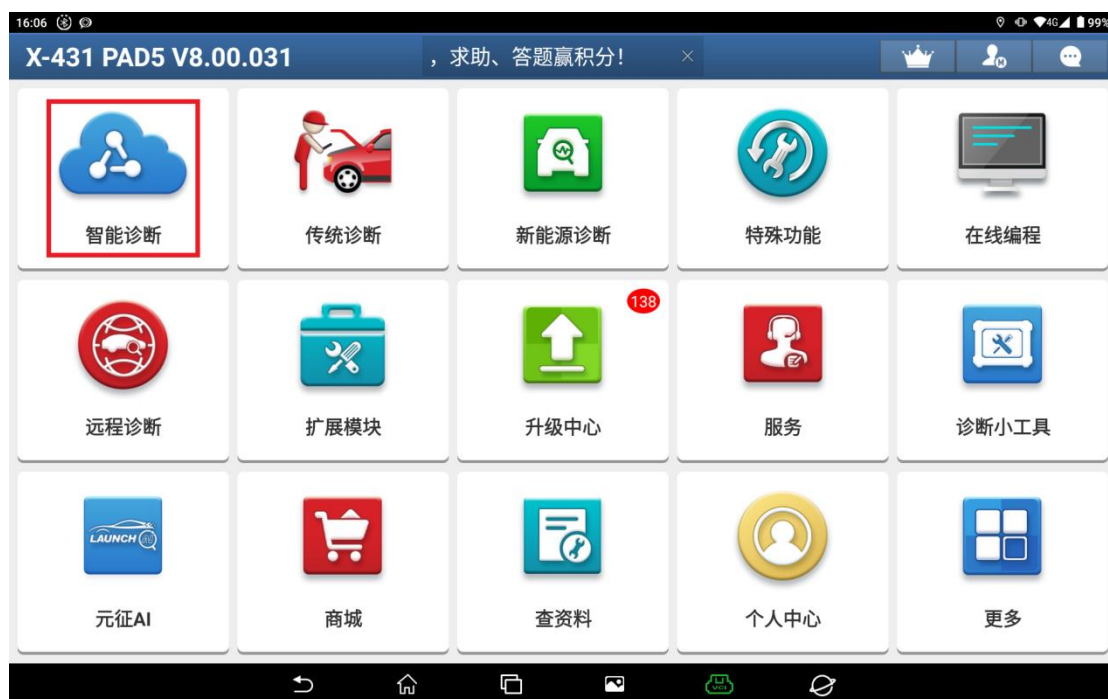 16:06 4G 99%
X-431 PAD5 V8.00.031 ，求助、答题赢积分！ ×
智能诊断 传统诊断 新能源诊断 特殊功能 在线编程
138
远程诊断 扩展模块 升级中心 服务 诊断小工具
LAUNCH
元征AI 商城 查资料 个人中心 更多
VCI